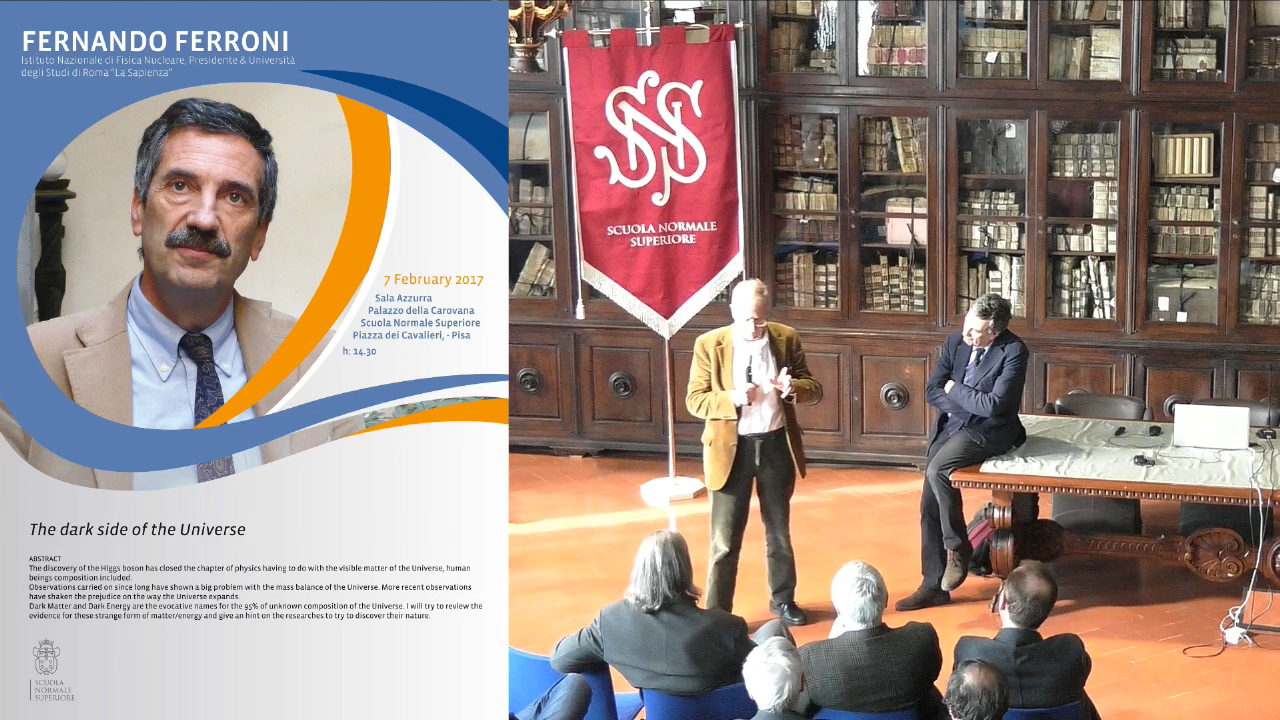 FERNANDO FERRONI
Istituto Nazionale di Fisica Nucleare, Presidente & Università
degli Studi di Roma "La Sapienza"
7 February 2017
Sala Azzurra
Palazzo della Carovana
Scuola Normale Superiore
Piazza dei Cavalieri, - Pisa
h: 14.30
The dark side of the Universe
ABSTRACT
The discovery of the Higgs boson has closed the chapter of physics having to do with the visible matter of the Universe, human
beings composition included.
Observations carried on since long have shown a big problem with the mass balance of the Universe. More recent observations
have shaken the prejudice on the way the Universe expands.
Dark Matter and Dark Energy are the evocative names for the 95% of unknown composition of the Universe. I will try to review the
evidence for these strange form of matter/energy and give an hint on the researches to try to discover their nature.
SCUOLA
NORMALE
SUPERIORE
SNS
SCUOLA NORMALE
SUPERIORE